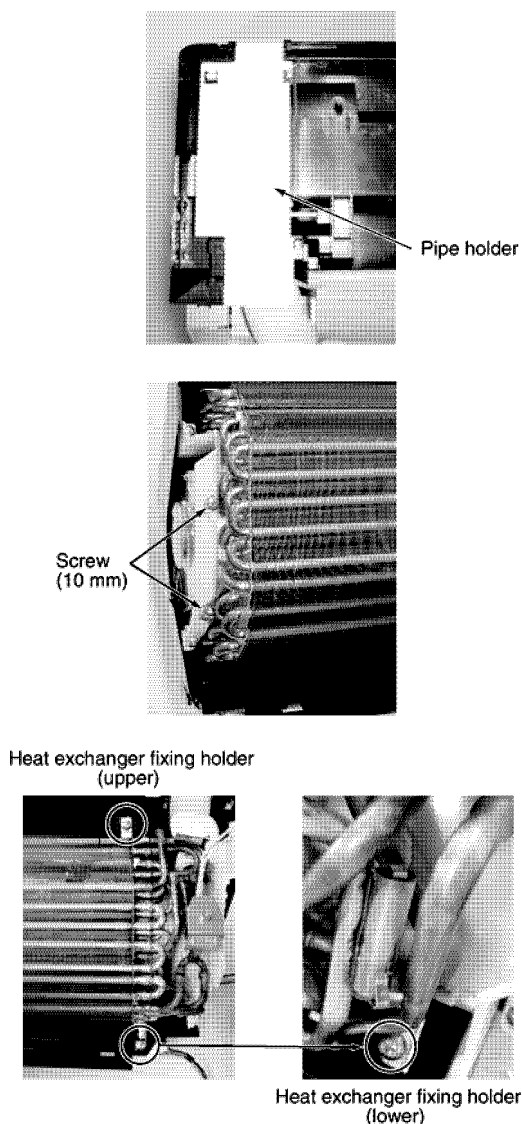 Pipe holder
Screw
(10 mm)
Heat exchanger fixing holder
(upper)
Heat exchanger fixing holder
(lower)